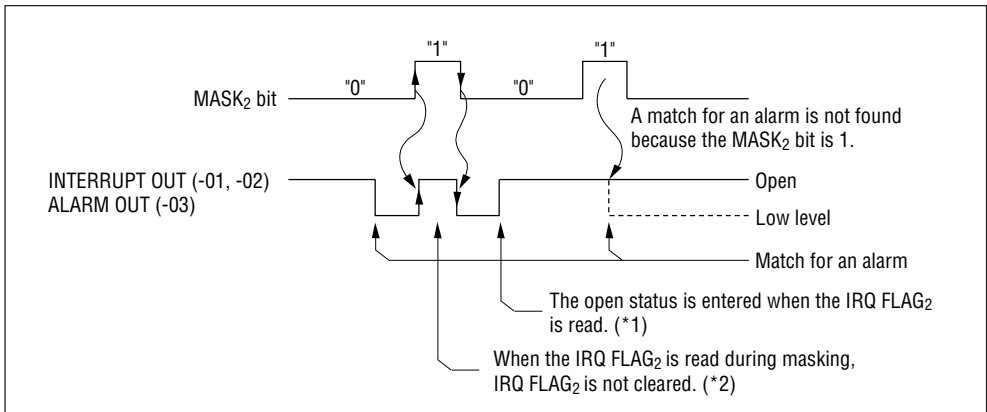 "1" "1"
"0" "0"
MASK₂ bit
A match for an alarm is not found
because the MASK₂ bit is 1.
INTERRUPT OUT (-01, -02)
ALARM OUT (-03)
Open
Low level
Match for an alarm
The open status is entered when the IRQ FLAG₂
is read. (*1)
When the IRQ FLAG₂ is read during masking,
IRQ FLAG₂ is not cleared. (*2)